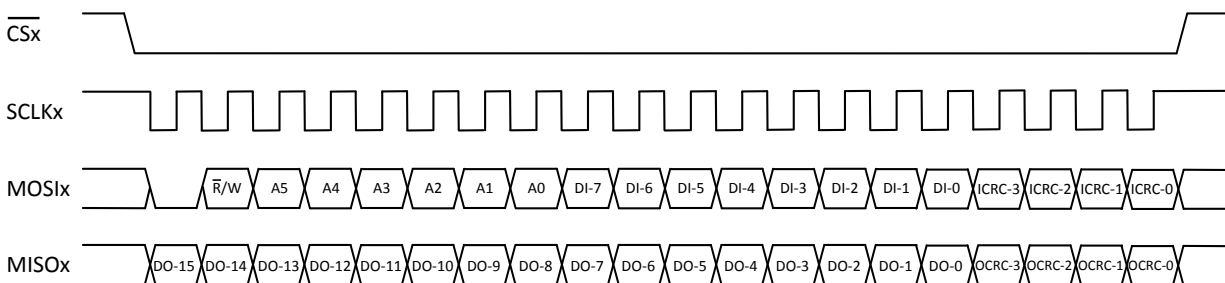 C̅S̅x̅
SCLKx
MOSIx R̅/W A5 A4 A3 A2 A1 A0 DI-7 DI-6 DI-5 DI-4 DI-3 DI-2 DI-1 DI-0 ICRC-3 ICRC-2 ICRC-1 ICRC-0
MISOx DO-15 DO-14 DO-13 DO-12 DO-11 DO-10 DO-9 DO-8 DO-7 DO-6 DO-5 DO-4 DO-3 DO-2 DO-1 DO-0 OCRC-3 OCRC-2 OCRC-1 OCRC-0